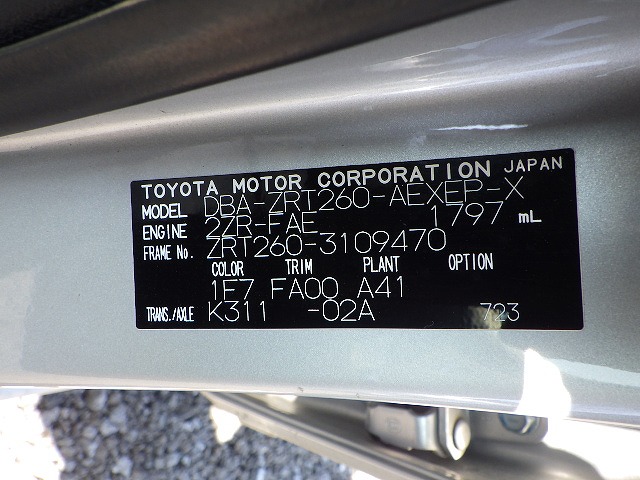 TOYOTA MOTOR CORPORATION JAPAN
MODEL DBA-ZRT260-AEXEP-X
ENGINE 2ZR-FAE 1797 mL
FRAME No. ZRT260-3109470
COLOR TRIM PLANT OPTION
1E7 FA00 A41
TRANS./AXLE K311 -02A 723